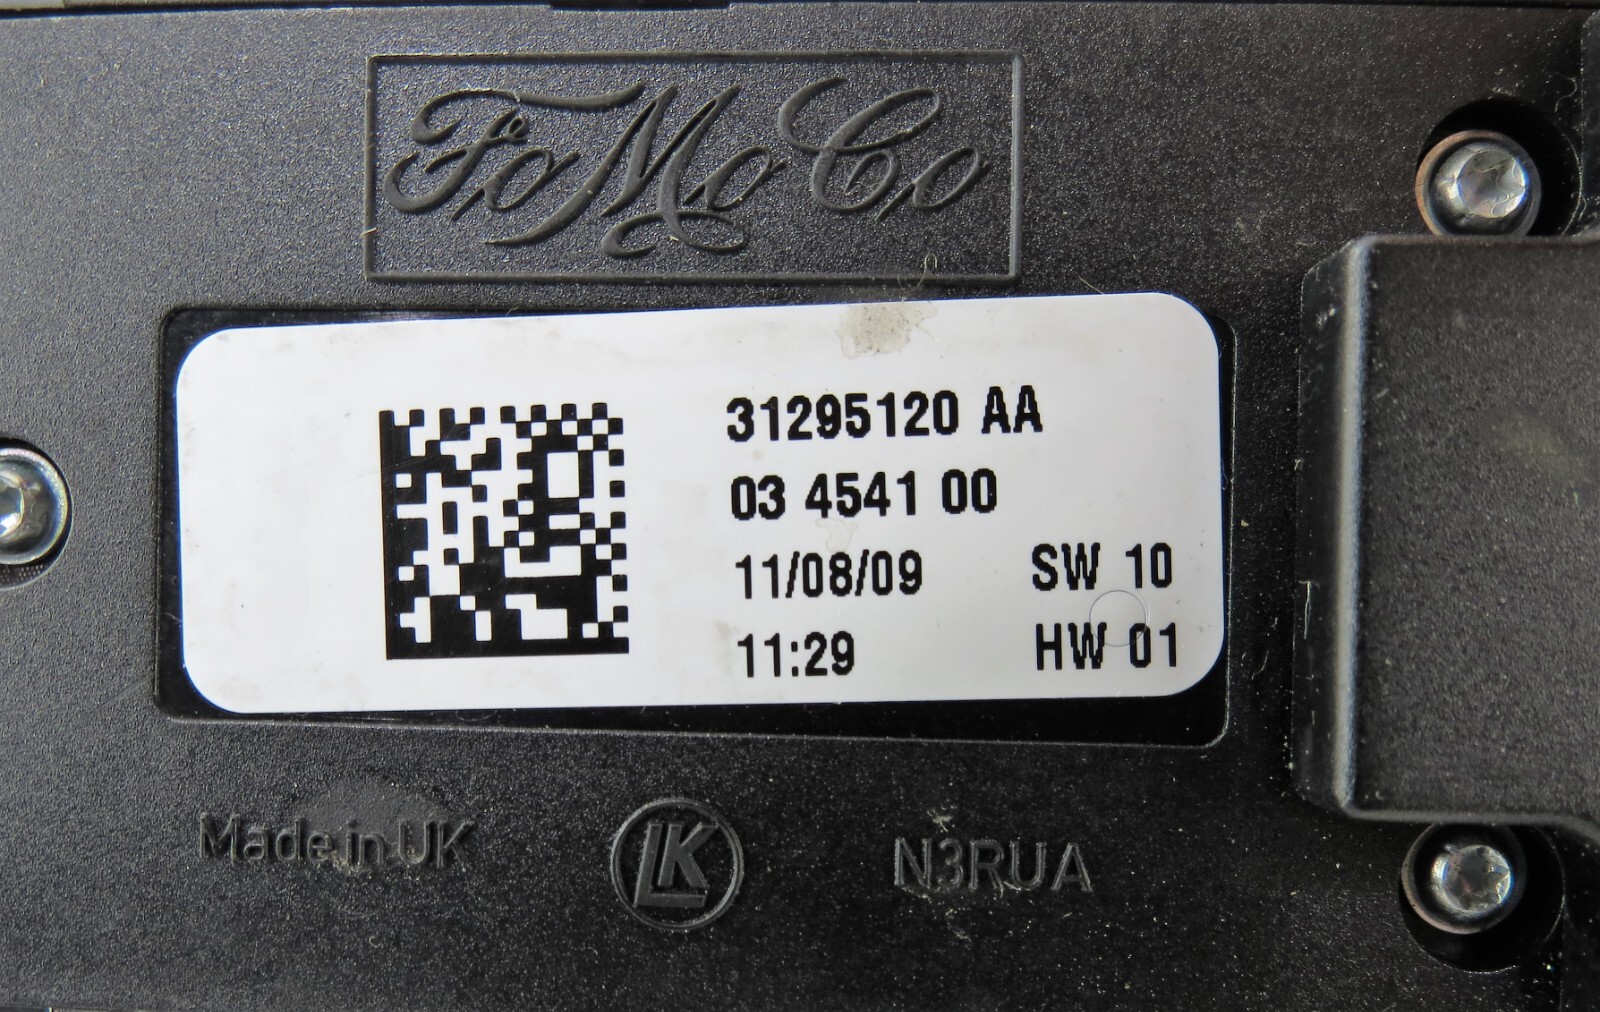 FoMoCo
31295120 AA
03 4541 00
11/08/09 SW 10
11:29 HW 01
Made in UK LK N3RUA